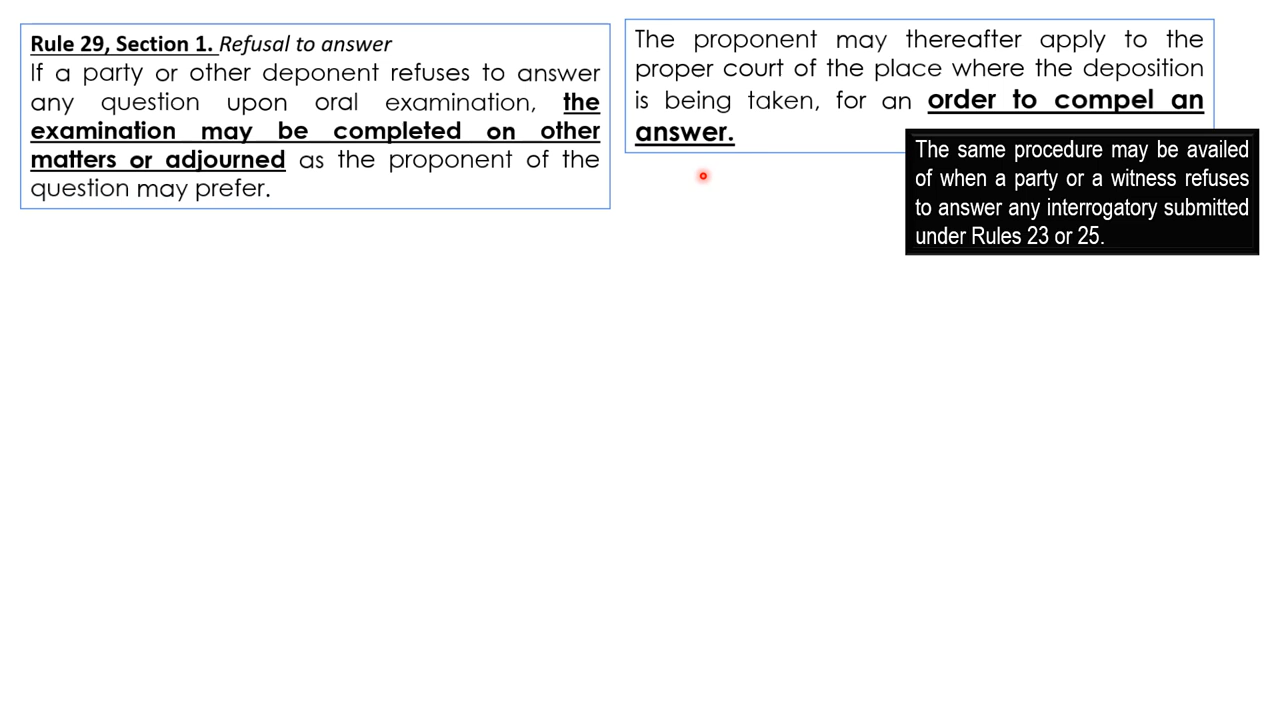 Rule 29, Section 1. Refusal to answer
If a party or other deponent refuses to answer
any question upon oral examination, the
examination may be completed on other
matters or adjourned as the proponent of the
question may prefer.
The proponent may thereafter apply to the
proper court of the place where the deposition
is being taken, for an order to compel an
answer.
The same procedure may be availed
of when a party or a witness refuses
to answer any interrogatory submitted
under Rules 23 or 25.